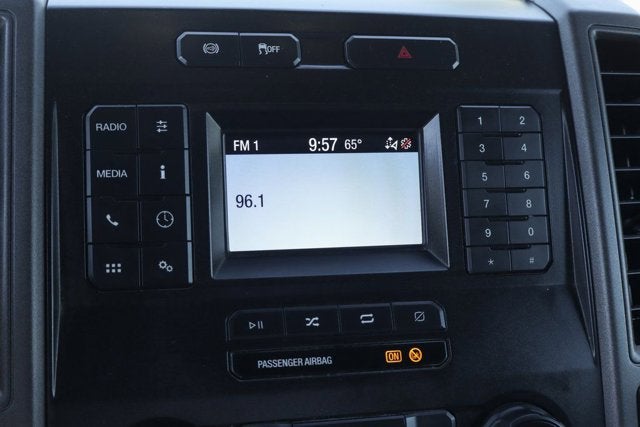 OFF
RADIO
MEDIA
i
FM 1 9:57 65°
96.1
1 2
3 4
5 6
7 8
9 0
* #
PASSENGER AIRBAG ON